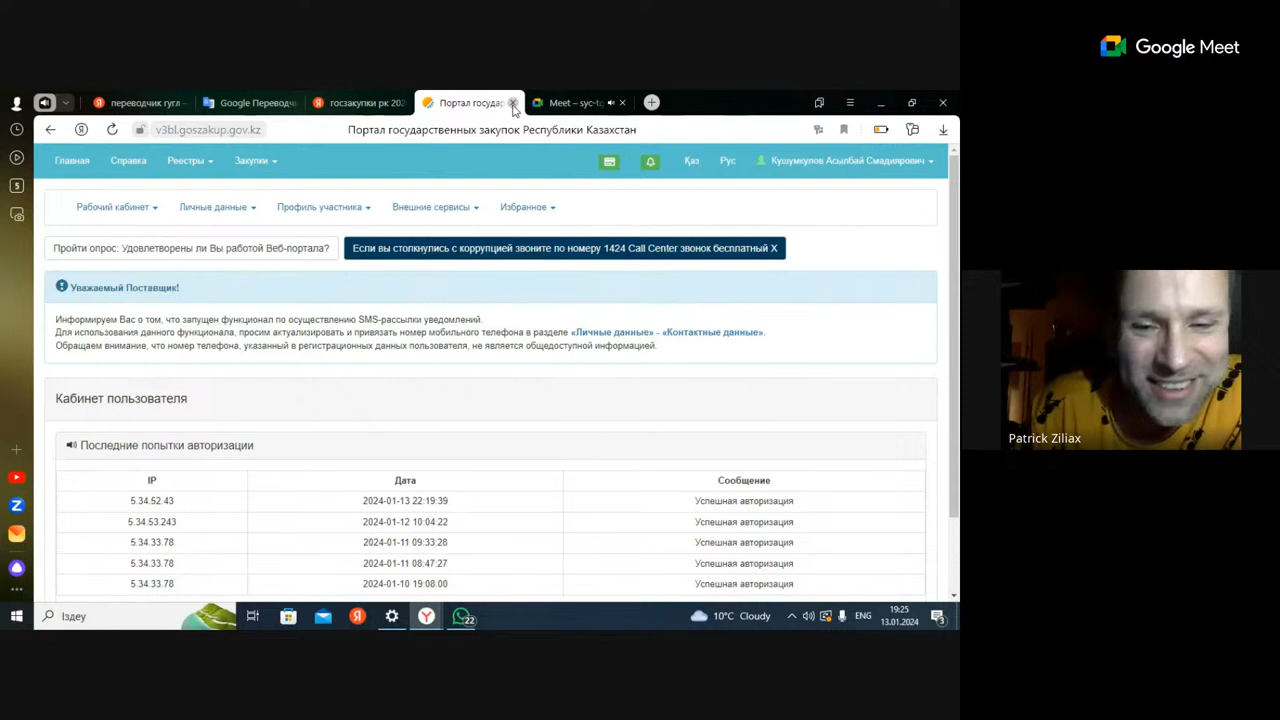 Google Meet
переводчик гугл
Google Переводч
госзакупки рк 202
Портал государ
Meet – syc-tg
v3bl.goszakup.gov.kz
Портал государственных закупок Республики Казахстан
Главная Справка Реестры Закупки Қаз Рус Кушумкулов Асылбай Смадиярович
Рабочий кабинет Личные данные Профиль участника Внешние сервисы Избранное
Пройти опрос: Удовлетворены ли Вы работой Веб-портала? Если вы столкнулись с коррупцией звоните по номеру 1424 Call Center звонок бесплатный X
Уважаемый Поставщик!
Информируем Вас о том, что запущен функционал по осуществлению SMS-рассылки уведомлений.
Для использования данного функционала, просим актуализировать и привязать номер мобильного телефона в разделе «Личные данные» - «Контактные данные».
Обращаем внимание, что номер телефона, указанный в регистрационных данных пользователя, не является общедоступной информацией.
Кабинет пользователя
Последние попытки авторизации
IP Дата Сообщение
5.34.52.43 2024-01-13 22:19:39 Успешная авторизация
5.34.53.243 2024-01-12 10:04:22 Успешная авторизация
5.34.33.78 2024-01-11 09:33:28 Успешная авторизация
5.34.33.78 2024-01-11 08:47:27 Успешная авторизация
5.34.33.78 2024-01-10 19:08:00 Успешная авторизация
Patrick Ziliax
Іздеу
22
10°C Cloudy
ENG
19:25
13.01.2024
3